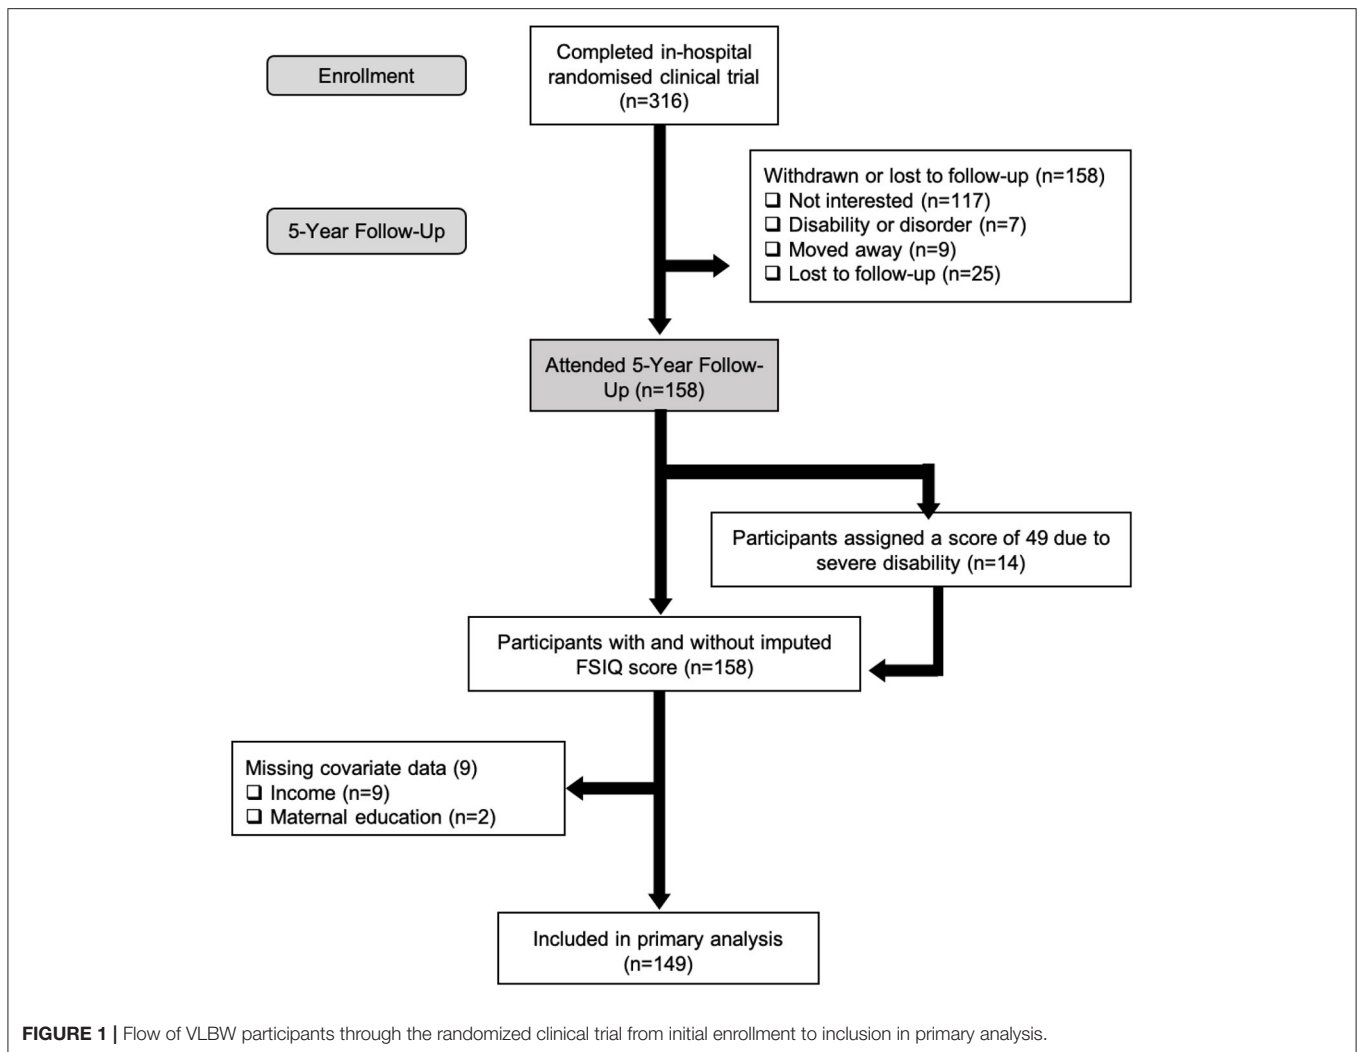 Completed in-hospital
randomised clinical trial
(n=316)
Enrollment
Withdrawn or lost to follow-up (n=158)
❑ Not interested (n=117)
❑ Disability or disorder (n=7)
❑ Moved away (n=9)
❑ Lost to follow-up (n=25)
5-Year Follow-Up
Attended 5-Year Follow-
Up (n=158)
Participants assigned a score of 49 due to
severe disability (n=14)
Participants with and without imputed
FSIQ score (n=158)
Missing covariate data (9)
❑ Income (n=9)
❑ Maternal education (n=2)
Included in primary analysis
(n=149)
FIGURE 1 | Flow of VLBW participants through the randomized clinical trial from initial enrollment to inclusion in primary analysis.